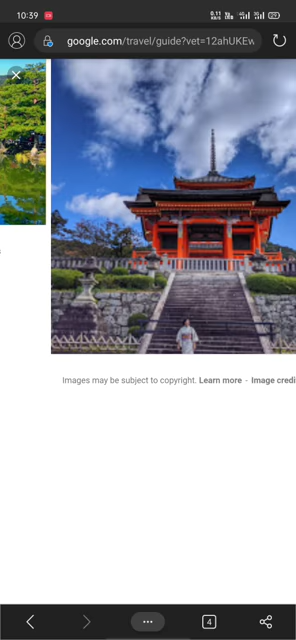 10:39
google.com/travel/guide?vet=12ahUKEw
Images may be subject to copyright. Learn more - Image credi
4